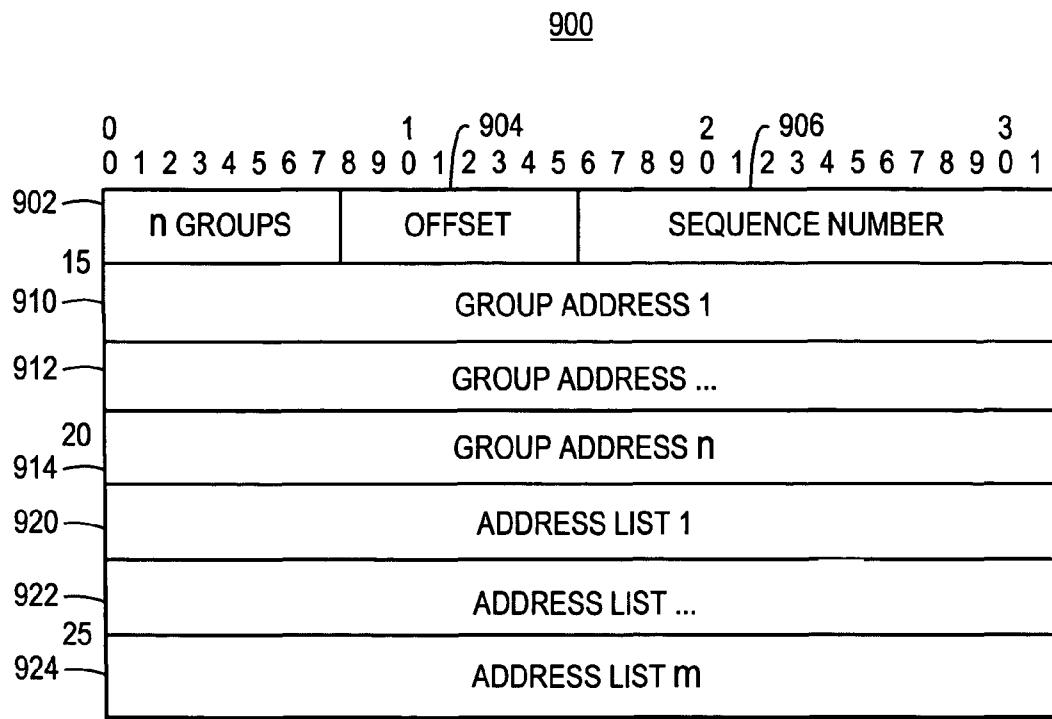 900
0 1 904 2 906 3
0 1 2 3 4 5 6 7 8 9 0 1 2 3 4 5 6 7 8 9 0 1 2 3 4 5 6 7 8 9 0 1
902 n GROUPS OFFSET SEQUENCE NUMBER
15
910 GROUP ADDRESS 1
912 GROUP ADDRESS ...
20
914 GROUP ADDRESS n
920 ADDRESS LIST 1
922 ADDRESS LIST ...
25
924 ADDRESS LIST m